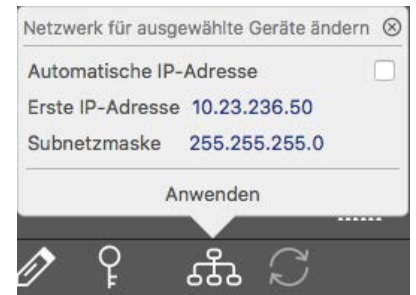 Netzwerk für ausgewählte Geräte ändern
Automatische IP-Adresse
Erste IP-Adresse 10.23.236.50
Subnetzmaske 255.255.255.0
Anwenden